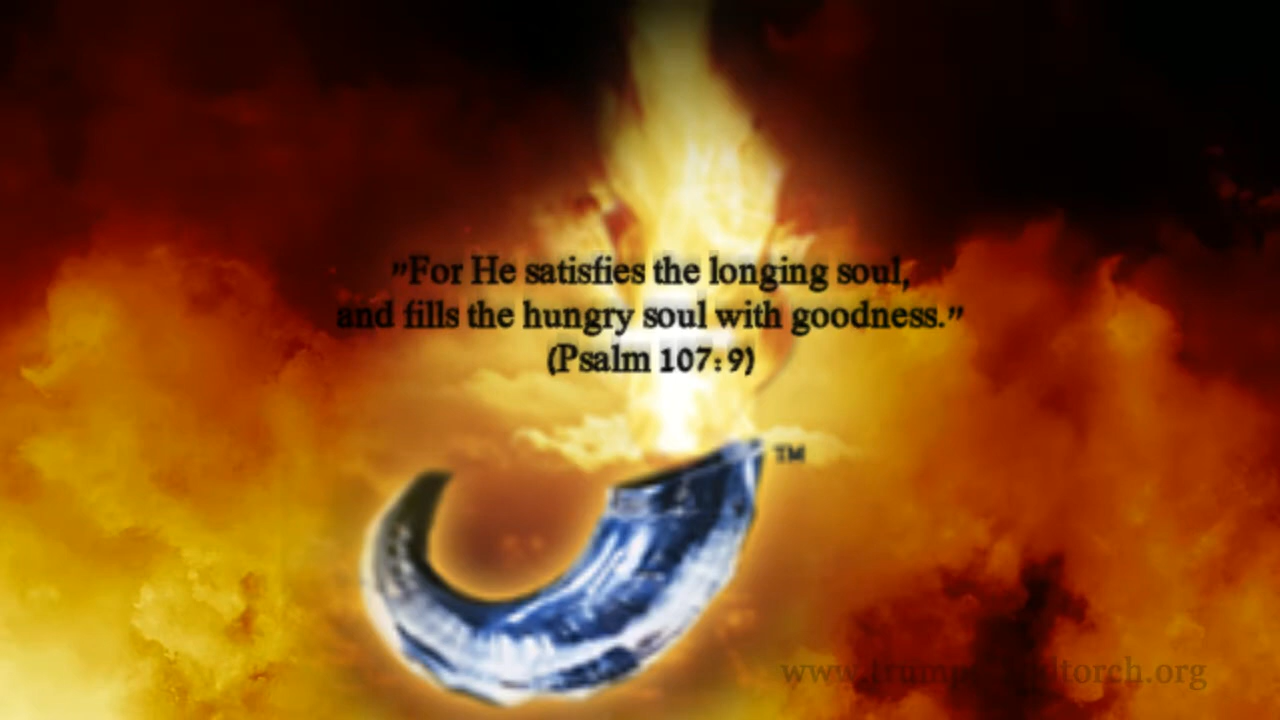 ”For He satisfies the longing soul,
and fills the hungry soul with goodness.”
(Psalm 107:9)
TM